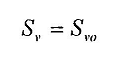 S_v = S_vo